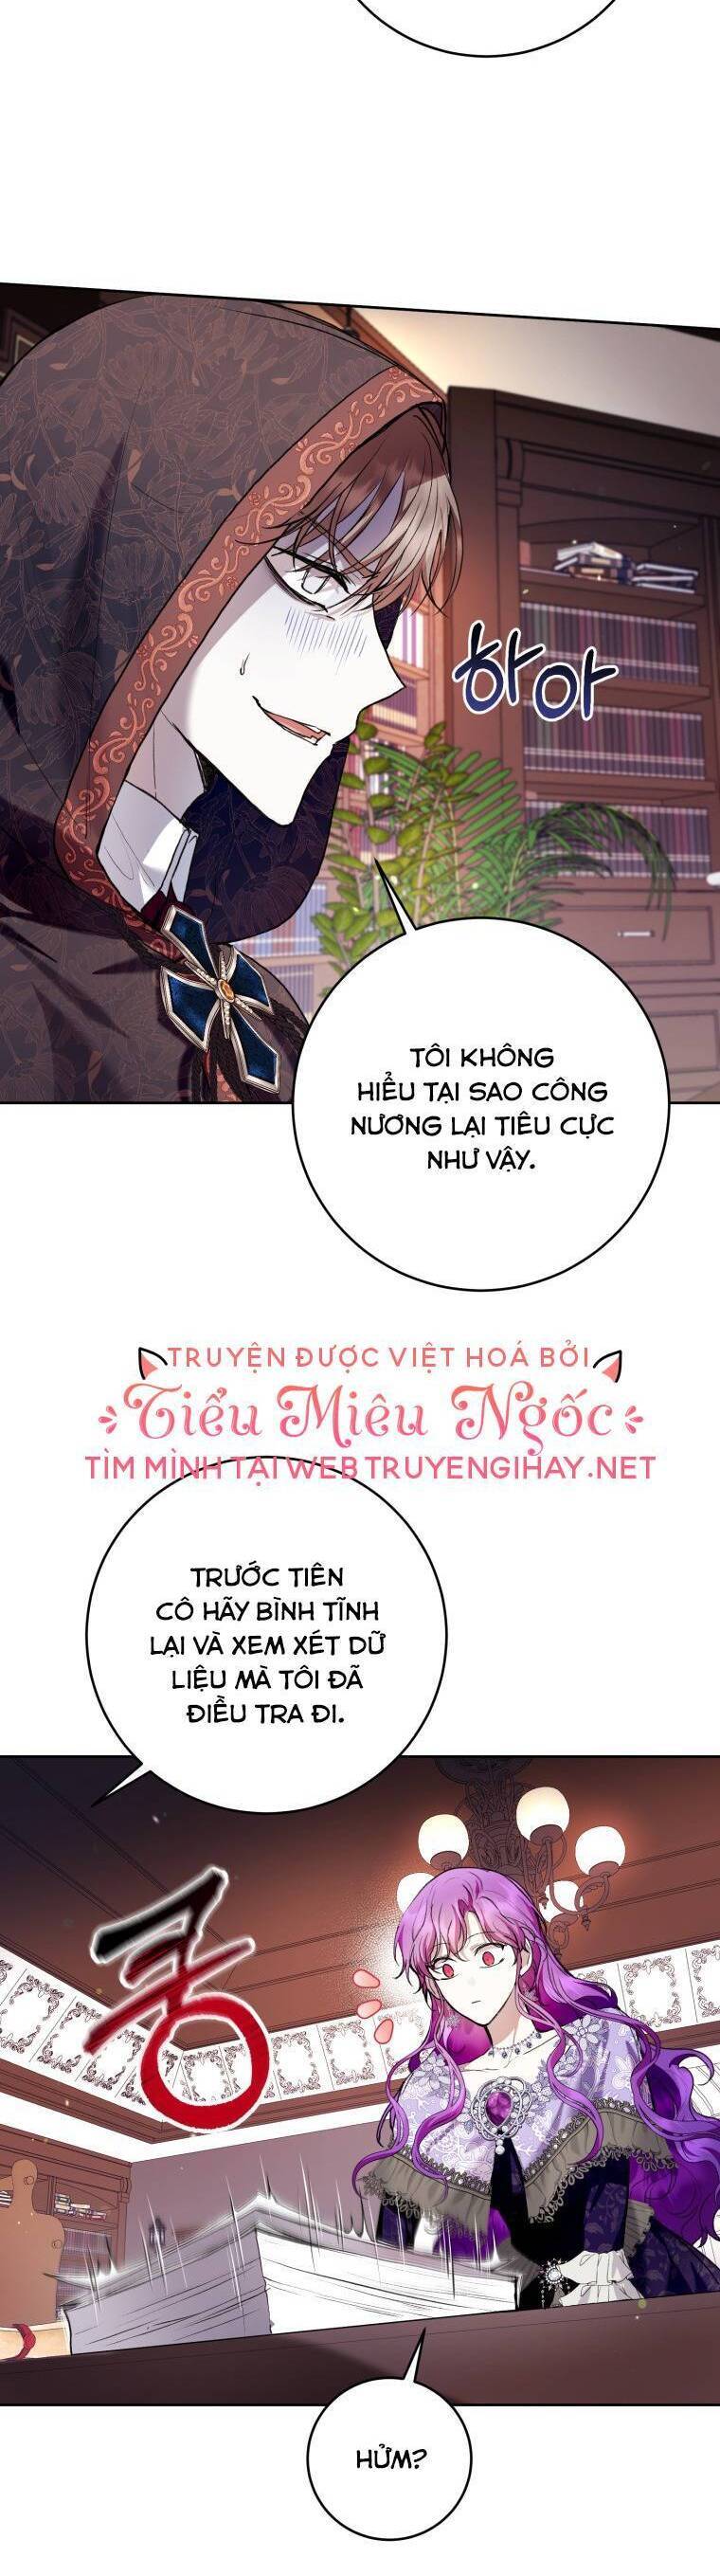 하아
TÔI KHÔNG
HIỂU TẠI SAO CÔNG
NƯƠNG LẠI TIÊU CỰC
NHƯ VẬY.
TRUYỆN ĐƯỢC VIỆT HOÁ BỞI
Tiểu Miêu Ngốc
TÌM MÌNH TẠI WEB TRUYENGIHAY.NET
TRƯỚC TIÊN
CÔ HÃY BÌNH TĨNH
LẠI VÀ XEM XÉT DỮ
LIỆU MÀ TÔI ĐÃ
ĐIỀU TRA ĐI.
쿵
HỬM?